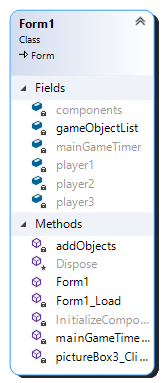 Form1
Class
Form
Fields
components
gameObjectList
mainGameTimer
player1
player2
player3
Methods
addObjects
Dispose
Form1
Form1_Load
InitializeCompo...
mainGameTime...
pictureBox3_Cli...